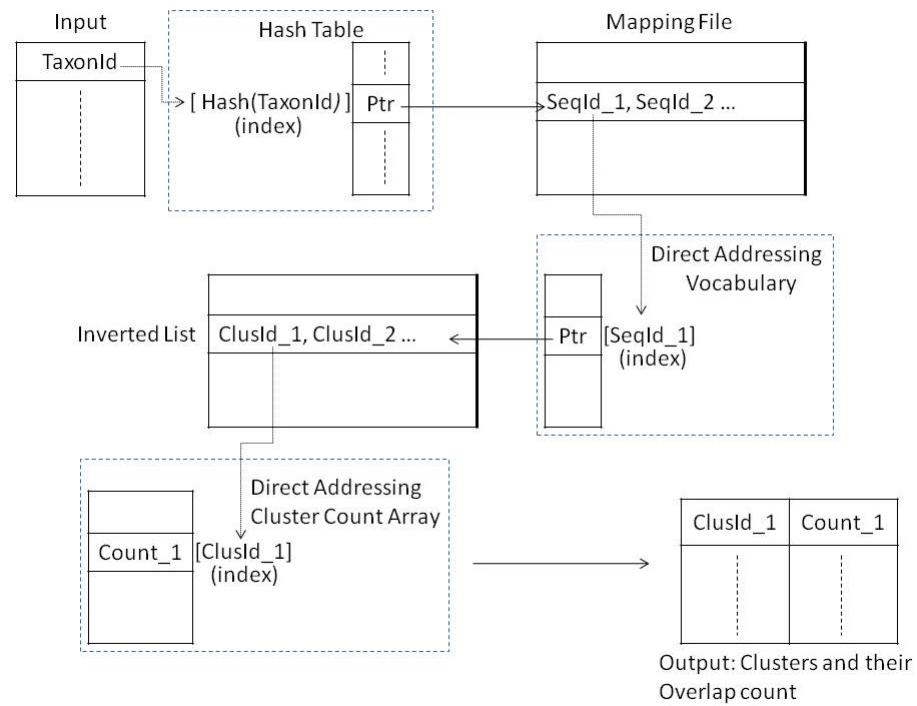 Input
Hash Table
Mapping File
TaxonId
[ Hash(TaxonId) ]
(index)
Ptr
SeqId_1, SeqId_2 ...
Direct Addressing
Vocabulary
Inverted List
ClusId_1, ClusId_2 ...
Ptr
[SeqId_1]
(index)
Direct Addressing
Cluster Count Array
Count_1
[ClusId_1]
(index)
ClusId_1
Count_1
Output: Clusters and their
Overlap count